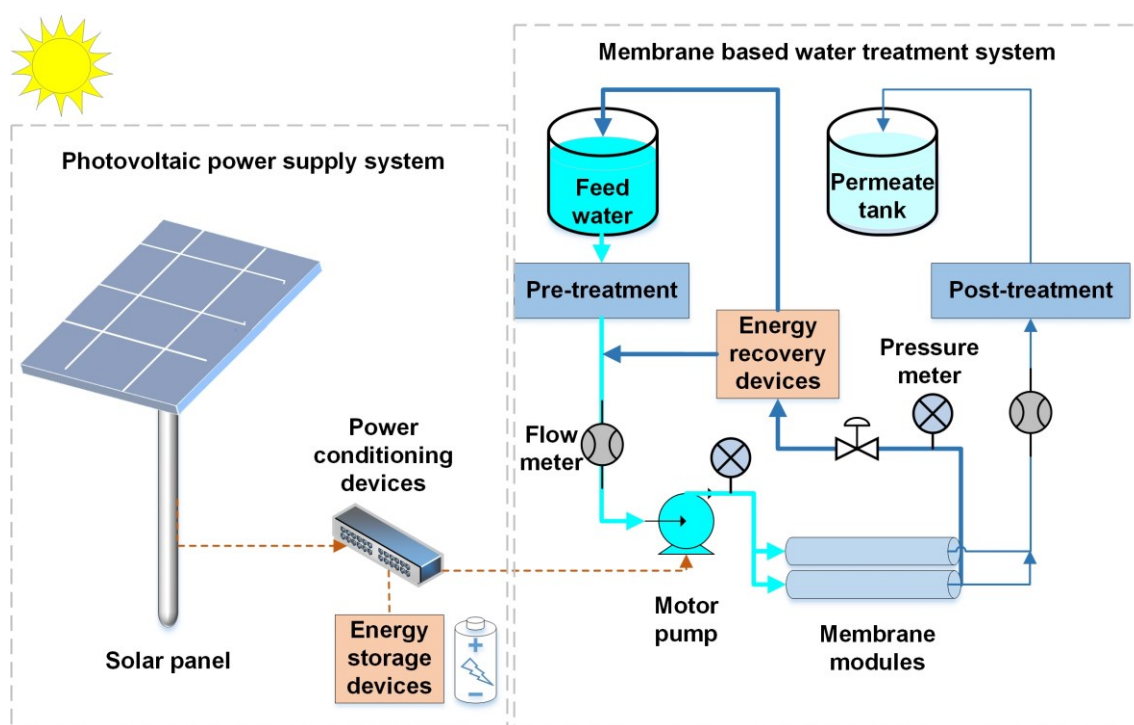 Membrane based water treatment system
Photovoltaic power supply system
Feed
water
Permeate
tank
Pre-treatment
Post-treatment
Energy
recovery
devices
Pressure
meter
Flow
meter
Power
conditioning
devices
Motor
pump
Membrane
modules
Solar panel
Energy
storage
devices
+
−